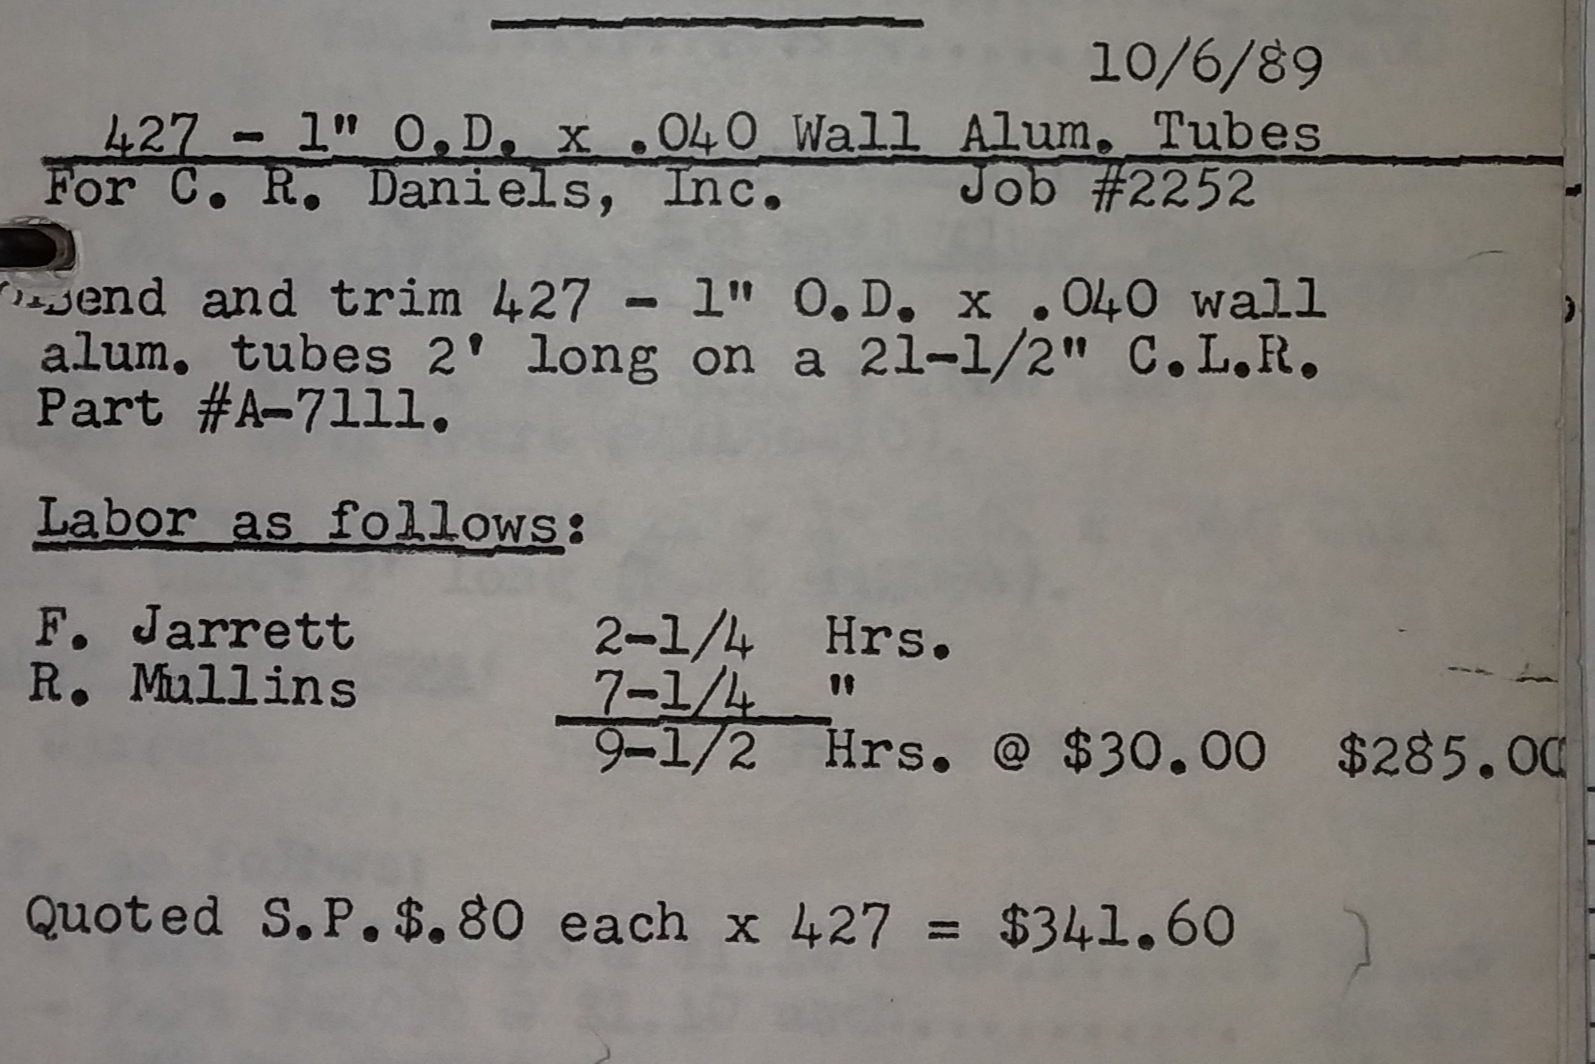 10/6/89
427 - 1" O.D. x .040 Wall Alum. Tubes
For C. R. Daniels, Inc. Job #2252
Bend and trim 427 - 1" O.D. x .040 wall
alum. tubes 2' long on a 21-1/2" C.L.R.
Part #A-7111.
Labor as follows:
F. Jarrett 2-1/4 Hrs.
R. Mullins 7-1/4 "
9-1/2 Hrs. @ $30.00 $285.00
Quoted S.P.$.80 each x 427 = $341.60